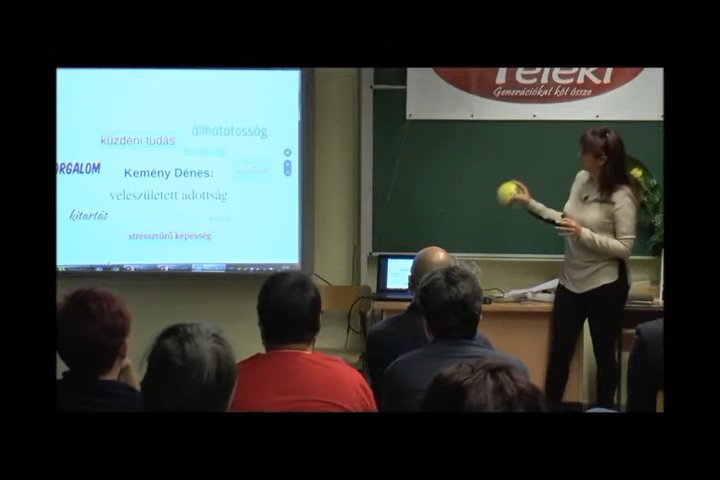 Teleki
Generációkat köt össze
állhatatosság
küzdeni tudás
ORGALOM
Kemény Dénes:
veleszületett adottság
kitartás
stressztűrő képesség